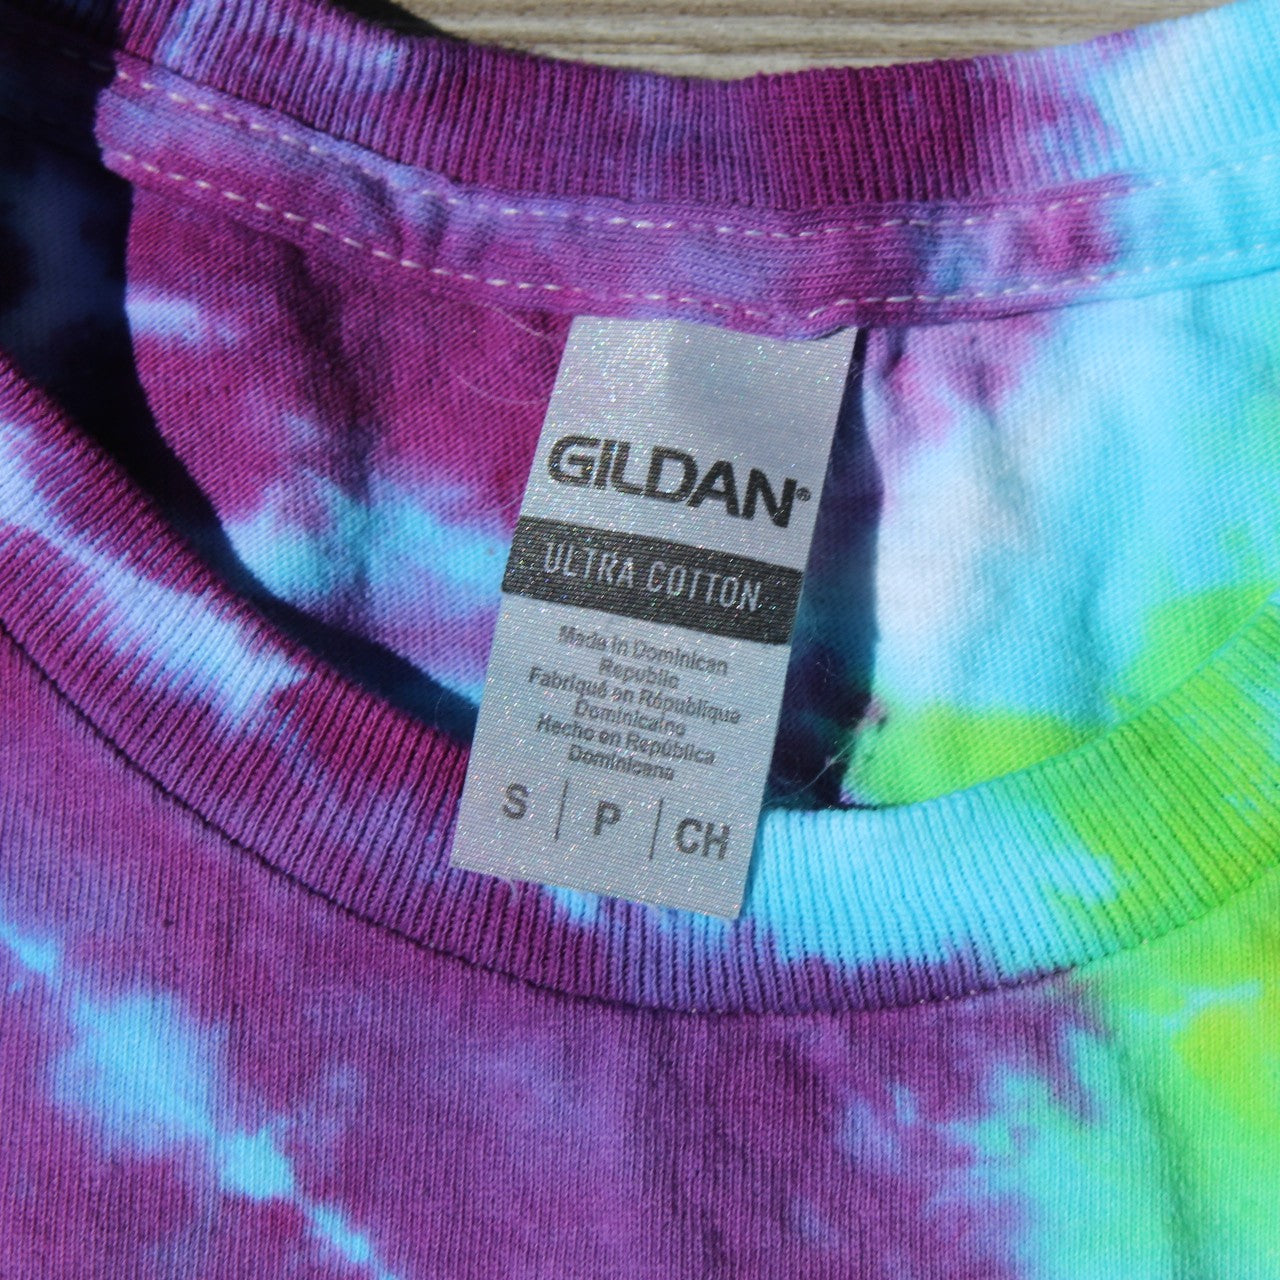 GILDAN®
ULTRA COTTON
Made in Dominican
Republic
Fabriqué en République
Dominicaine
Hecho en República
Dominicana
S | P | CH